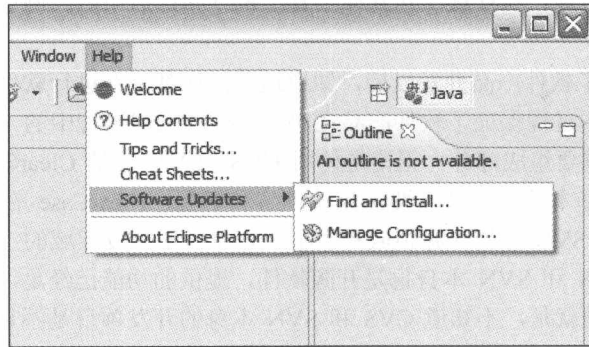 Window Help
Java
Welcome
Help Contents
Tips and Tricks...
Cheat Sheets...
Software Updates
About Eclipse Platform
Outline
An outline is not available.
Find and Install...
Manage Configuration...